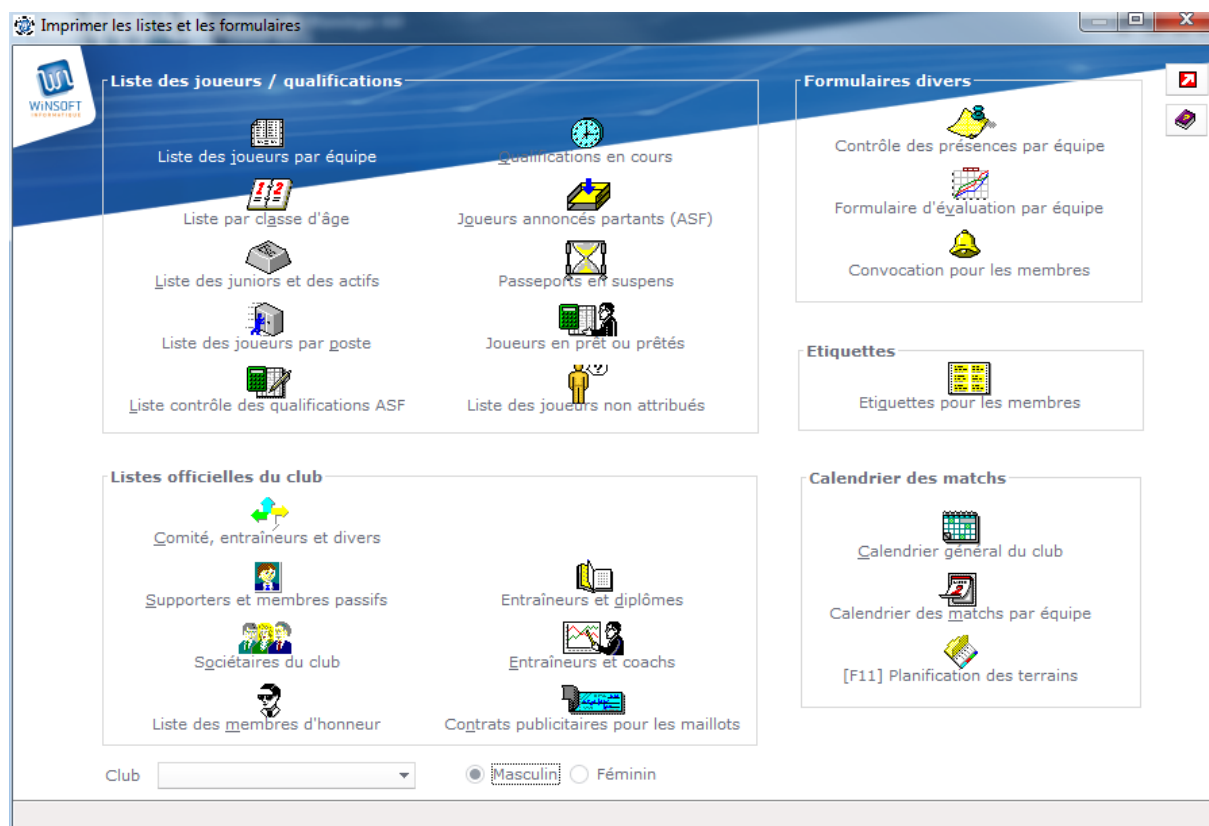 Imprimer les listes et les formulaires
WiNSOFT
INFORMATIQUE
Liste des joueurs / qualifications
Liste des joueurs par équipe
Qualifications en cours
Liste par classe d'âge
Joueurs annoncés partants (ASF)
Liste des juniors et des actifs
Passeports en suspens
Liste des joueurs par poste
Joueurs en prêt ou prêtés
Liste contrôle des qualifications ASF
Liste des joueurs non attribués
Formulaires divers
Contrôle des présences par équipe
Formulaire d'évaluation par équipe
Convocation pour les membres
Etiquettes
Etiquettes pour les membres
Listes officielles du club
Comité, entraîneurs et divers
Supporters et membres passifs
Entraîneurs et diplômes
Sociétaires du club
Entraîneurs et coachs
Liste des membres d'honneur
Contrats publicitaires pour les maillots
Calendrier des matchs
Calendrier général du club
Calendrier des matchs par équipe
[F11] Planification des terrains
Club
Masculin
Féminin